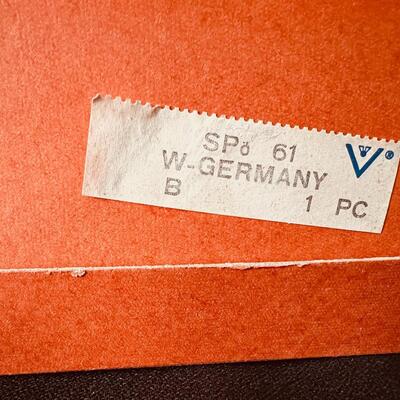 SPö 61
W-GERMANY
B 1 PC
V®